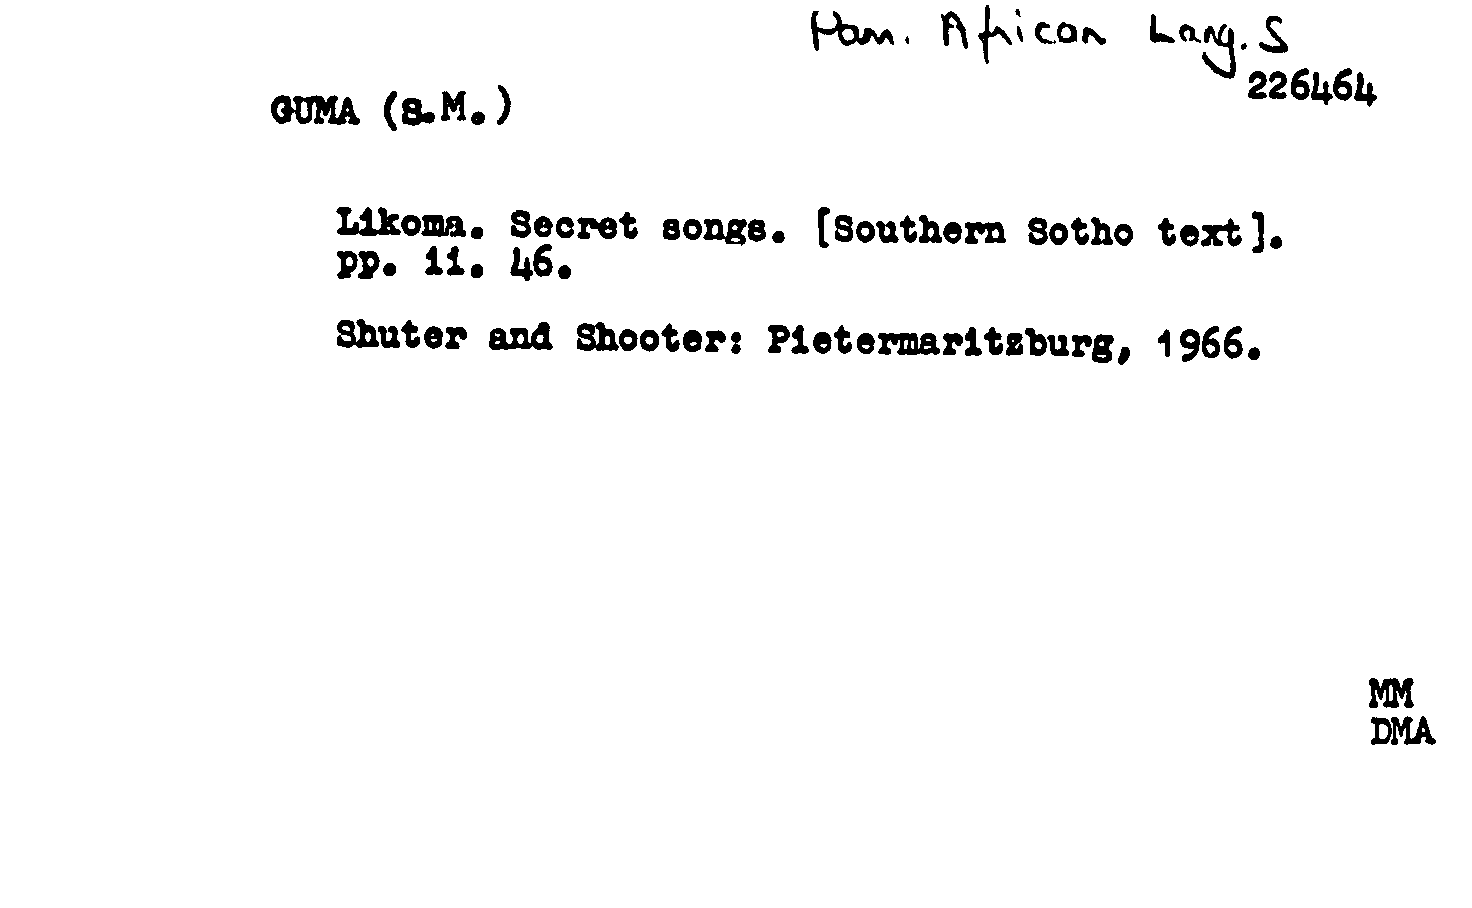 Pam. African Lang. S
226464
GUMA (S.M.)
Likoma. Secret songs. [Southern Sotho text].
pp. ii. 46.
Shuter and Shooter: Pietermaritzburg, 1966.
MM
DMA